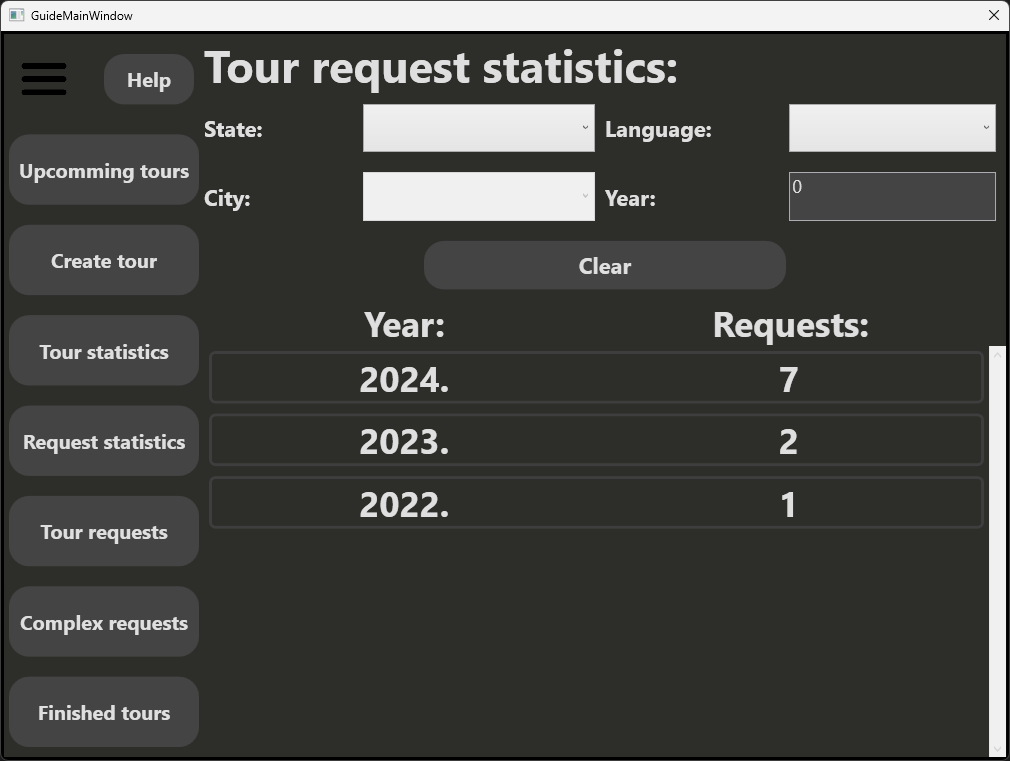 GuideMainWindow
Help
Tour request statistics:
State:
Language:
City:
Year:
0
Clear
Upcomming tours
Create tour
Tour statistics
Request statistics
Tour requests
Complex requests
Finished tours
Year: Requests:
2024. 7
2023. 2
2022. 1